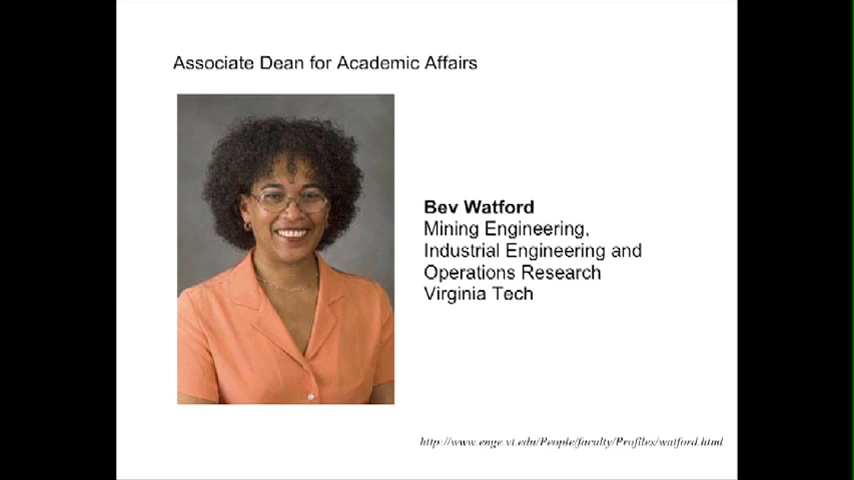 Associate Dean for Academic Affairs
Bev Watford
Mining Engineering,
Industrial Engineering and
Operations Research
Virginia Tech
http://www.enge.vt.edu/People/faculty/Profiles/watford.html